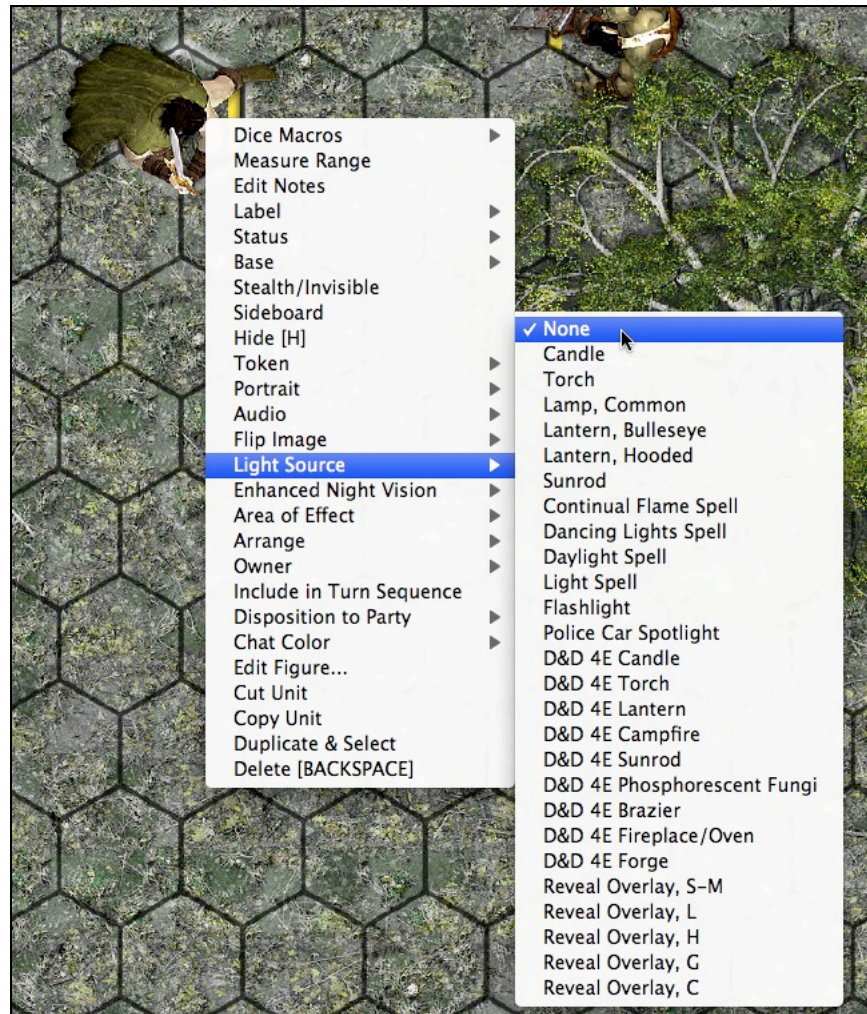 Dice Macros
Measure Range
Edit Notes
Label
Status
Base
Stealth/Invisible
Sideboard
Hide [H]
Token
Portrait
Audio
Flip Image
Light Source
Enhanced Night Vision
Area of Effect
Arrange
Owner
Include in Turn Sequence
Disposition to Party
Chat Color
Edit Figure...
Cut Unit
Copy Unit
Duplicate & Select
Delete [BACKSPACE]
✓ None
Candle
Torch
Lamp, Common
Lantern, Bulleseye
Lantern, Hooded
Sunrod
Continual Flame Spell
Dancing Lights Spell
Daylight Spell
Light Spell
Flashlight
Police Car Spotlight
D&D 4E Candle
D&D 4E Torch
D&D 4E Lantern
D&D 4E Campfire
D&D 4E Sunrod
D&D 4E Phosphorescent Fungi
D&D 4E Brazier
D&D 4E Fireplace/Oven
D&D 4E Forge
Reveal Overlay, S-M
Reveal Overlay, L
Reveal Overlay, H
Reveal Overlay, G
Reveal Overlay, C